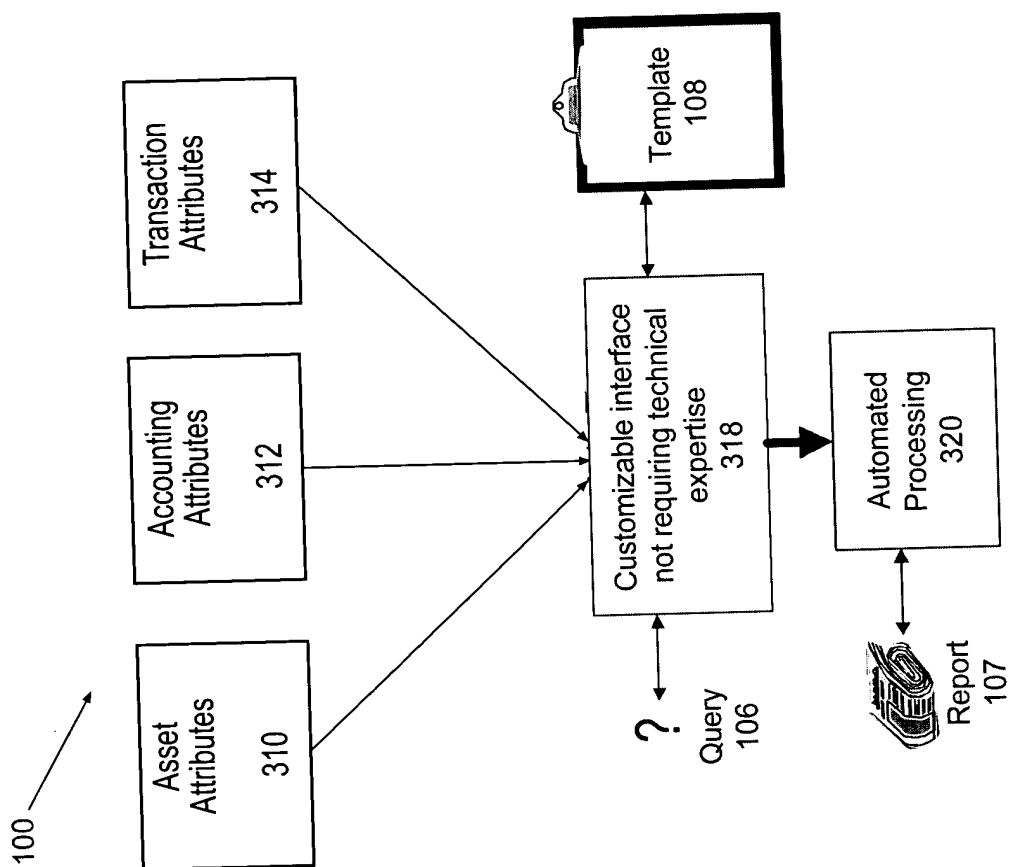 100
Asset
Attributes
310
Accounting
Attributes
312
Transaction
Attributes
314
?
Query
106
Customizable interface
not requiring technical
expertise
318
Template
108
Report
107
Automated
Processing
320